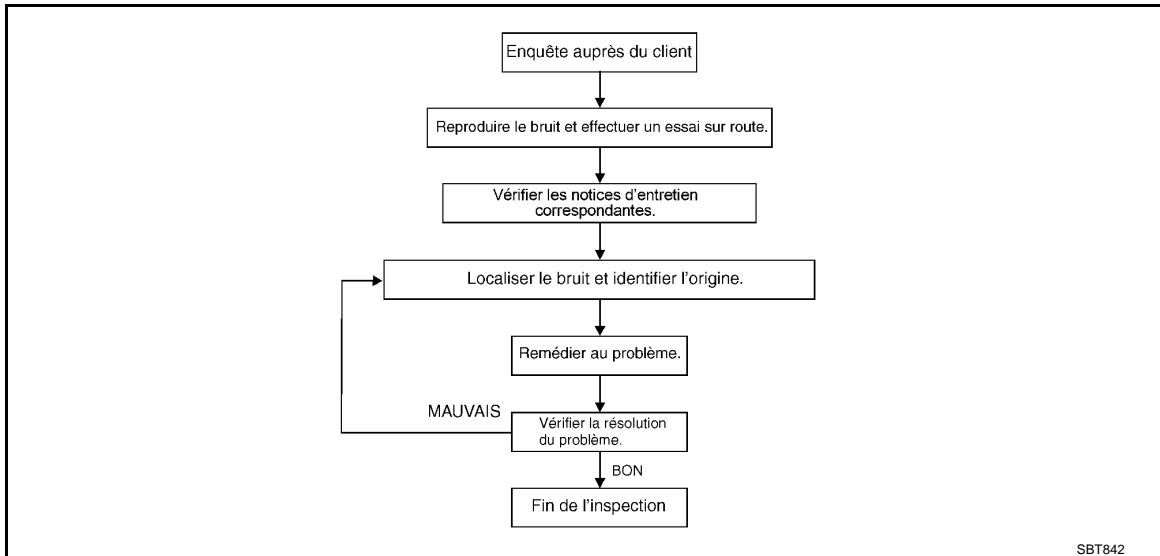 Enquête auprès du client
Reproduire le bruit et effectuer un essai sur route.
Vérifier les notices d'entretien
correspondantes.
Localiser le bruit et identifier l'origine.
Remédier au problème.
MAUVAIS
Vérifier la résolution
du problème.
BON
Fin de l'inspection
SBT842